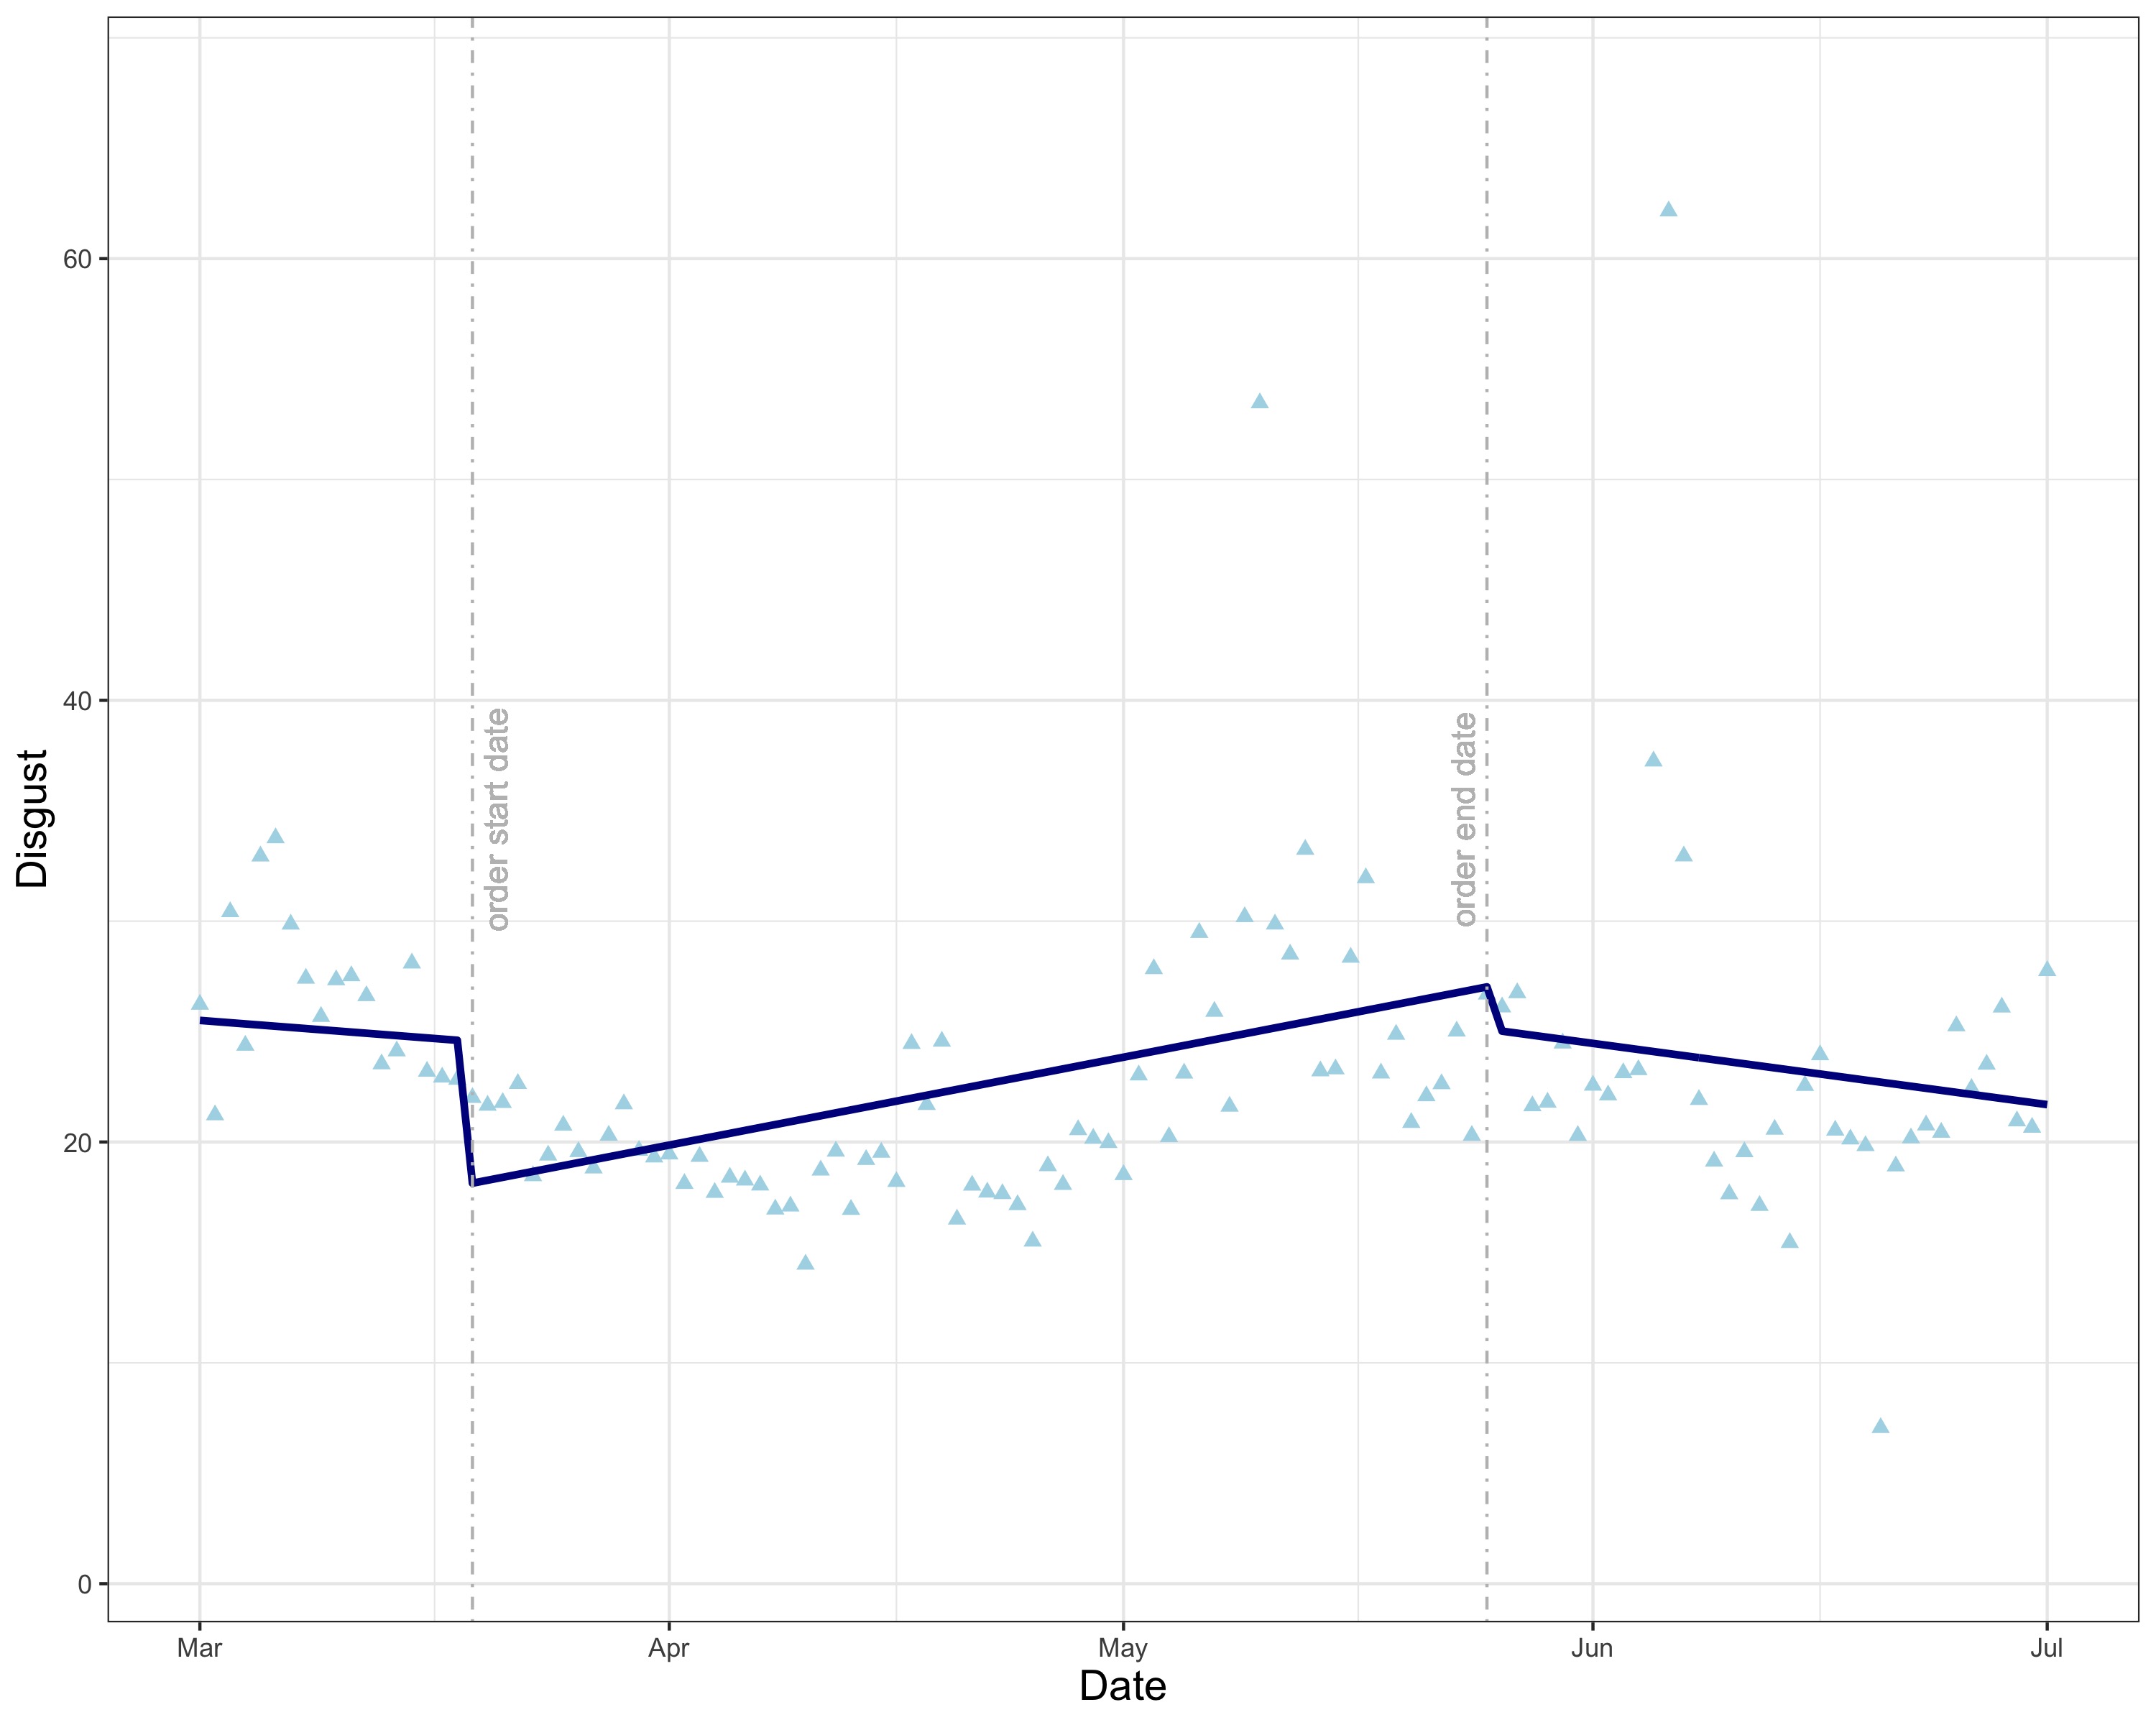 60
40
20
0
Disgust
order start date
order end date
Mar Apr May Jun Jul
Date